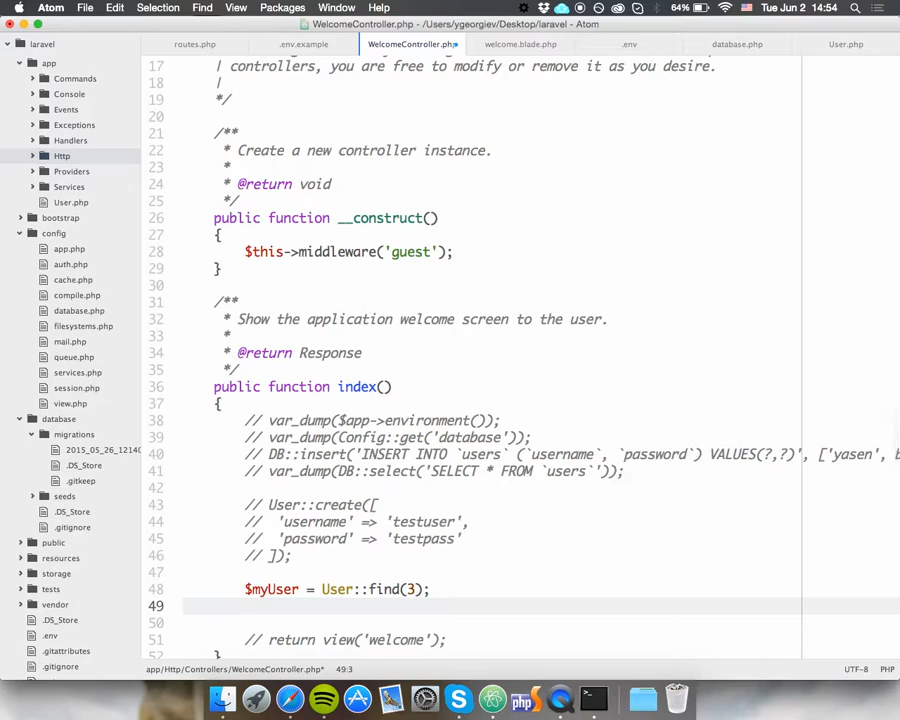 Atom File Edit Selection Find View Packages Window Help 64% Tue Jun 2 14:54
WelcomeController.php - /Users/ygeorgiev/Desktop/laravel - Atom
laravel
app
Commands
Console
Events
Exceptions
Handlers
Http
Providers
Services
User.php
bootstrap
config
app.php
auth.php
cache.php
compile.php
database.php
filesystems.php
mail.php
queue.php
services.php
session.php
view.php
database
migrations
2015_05_26_12140
.DS_Store
.gitkeep
seeds
.DS_Store
.gitignore
public
resources
storage
tests
vendor
.DS_Store
.env
.gitattributes
.gitignore
routes.php .env.example WelcomeController.php welcome.blade.php .env database.php User.php
17 | controllers, you are free to modify or remove it as you desire.
18 |
19 */
20
21 /**
22 * Create a new controller instance.
23 *
24 * @return void
25 */
26 public function __construct()
27 {
28 $this->middleware('guest');
29 }
30
31 /**
32 * Show the application welcome screen to the user.
33 *
34 * @return Response
35 */
36 public function index()
37 {
38 // var_dump($app->environment());
39 // var_dump(Config::get('database'));
40 // DB::insert('INSERT INTO `users` (`username`, `password`) VALUES(?,?)', ['yasen', b
41 // var_dump(DB::select('SELECT * FROM `users`'));
42
43 // User::create([
44 // 'username' => 'testuser',
45 // 'password' => 'testpass'
46 // ]);
47
48 $myUser = User::find(3);
49
50
51 // return view('welcome');
52 }
app/Http/Controllers/WelcomeController.php* 49:3 UTF-8 PHP
php